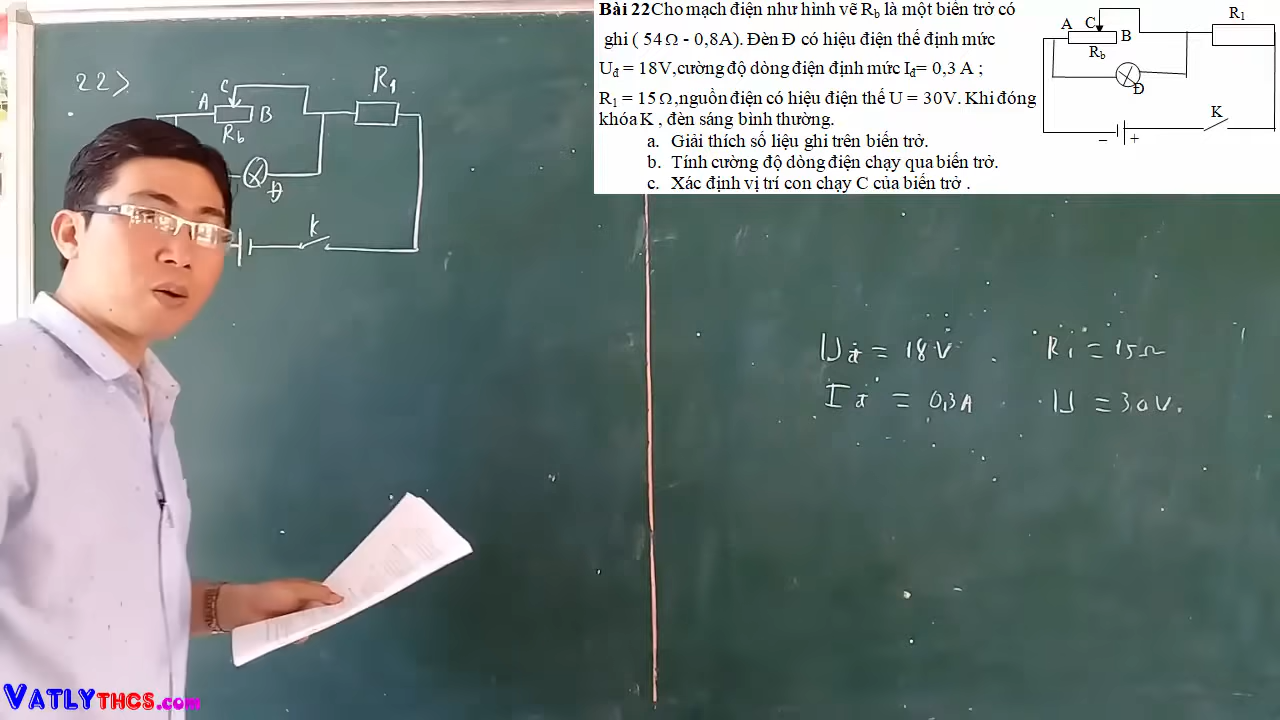 Bài 22Cho mạch điện như hình vẽ Rb là một biến trở có
ghi ( 54 Ω - 0,8A). Đèn Đ có hiệu điện thế định mức
Uđ = 18V,cường độ dòng điện định mức Iđ= 0,3 A ;
R1 = 15 Ω,nguồn điện có hiệu điện thế U = 30V. Khi đóng
khóa K , đèn sáng bình thường.
a. Giải thích số liệu ghi trên biến trở.
b. Tính cường độ dòng điện chạy qua biến trở.
c. Xác định vị trí con chạy C của biến trở .
A C B R1
Rb
Đ
K
− +
22>
C R1
A B
Rb
Đ
K
Uđ = 18V R1 = 15Ω
Iđ = 0,3A U = 30V.
VATLYTHCS.com